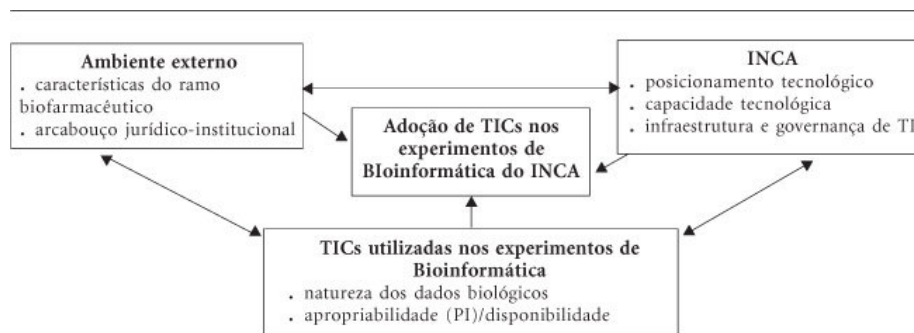 Ambiente externo
. características do ramo
biofarmacêutico
. arcabouço jurídico-institucional
INCA
. posicionamento tecnológico
. capacidade tecnológica
. infraestrutura e governança de TI
Adoção de TICs nos
experimentos de
BIoinformática do INCA
TICs utilizadas nos experimentos de
Bioinformática
. natureza dos dados biológicos
. apropriabilidade (PI)/disponibilidade